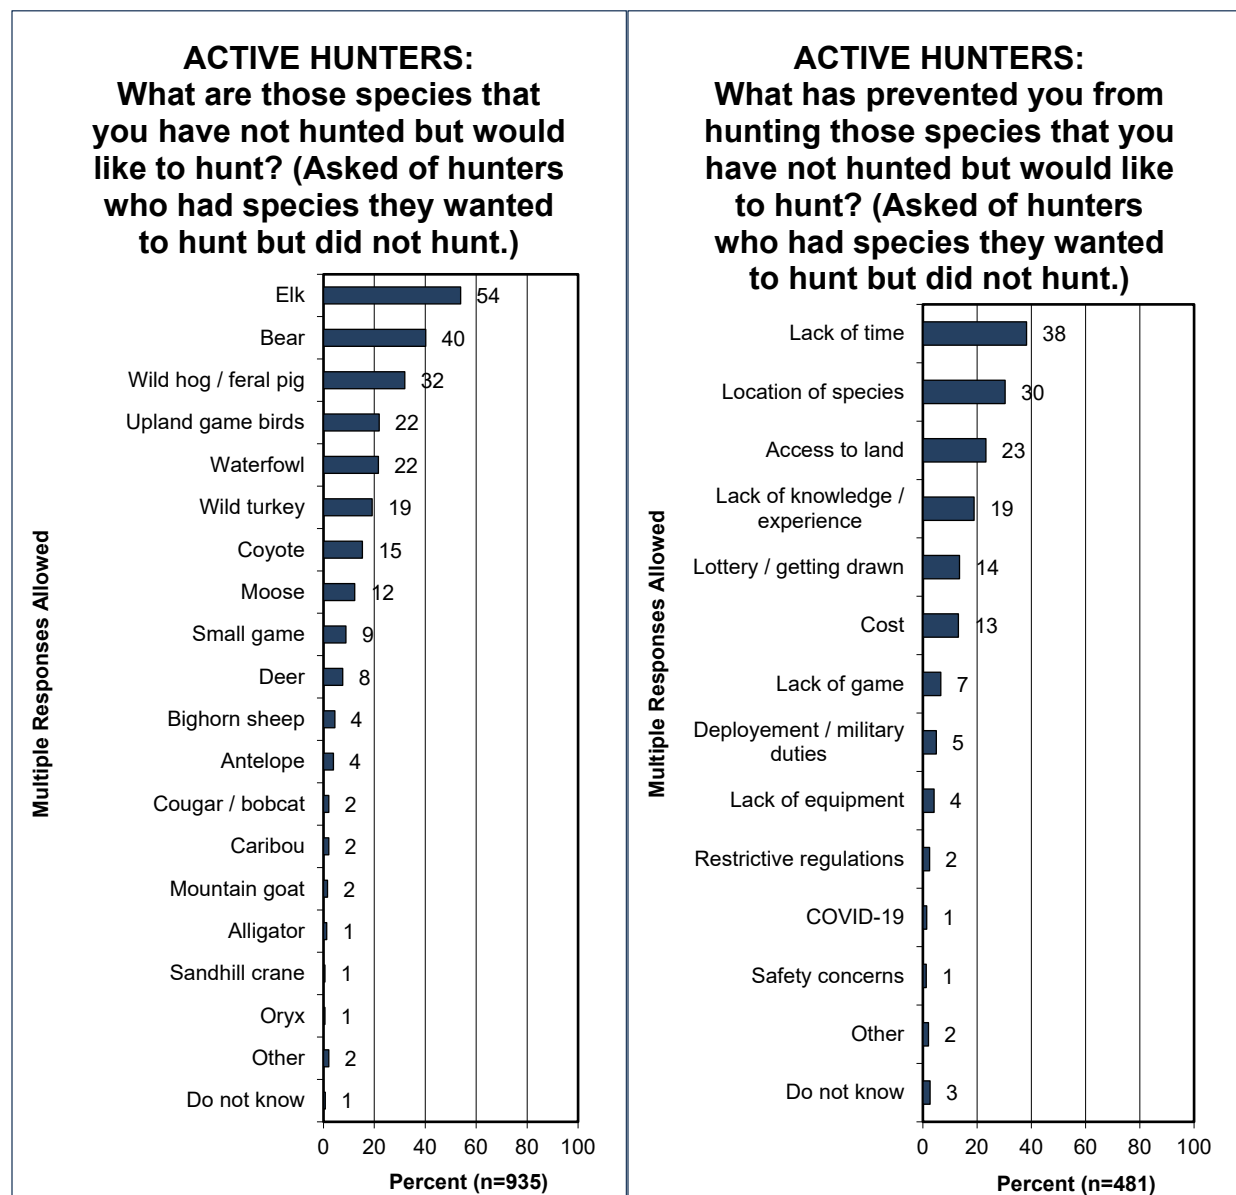 ACTIVE HUNTERS:
What are those species that
you have not hunted but would
like to hunt? (Asked of hunters
who had species they wanted
to hunt but did not hunt.)
Multiple Responses Allowed
Elk 54
Bear 40
Wild hog / feral pig 32
Upland game birds 22
Waterfowl 22
Wild turkey 19
Coyote 15
Moose 12
Small game 9
Deer 8
Bighorn sheep 4
Antelope 4
Cougar / bobcat 2
Caribou 2
Mountain goat 2
Alligator 1
Sandhill crane 1
Oryx 1
Other 2
Do not know 1
0 20 40 60 80 100
Percent (n=935)
ACTIVE HUNTERS:
What has prevented you from
hunting those species that you
have not hunted but would like
to hunt? (Asked of hunters
who had species they wanted
to hunt but did not hunt.)
Multiple Responses Allowed
Lack of time 38
Location of species 30
Access to land 23
Lack of knowledge /
experience 19
Lottery / getting drawn 14
Cost 13
Lack of game 7
Deployement / military
duties 5
Lack of equipment 4
Restrictive regulations 2
COVID-19 1
Safety concerns 1
Other 2
Do not know 3
0 20 40 60 80 100
Percent (n=481)